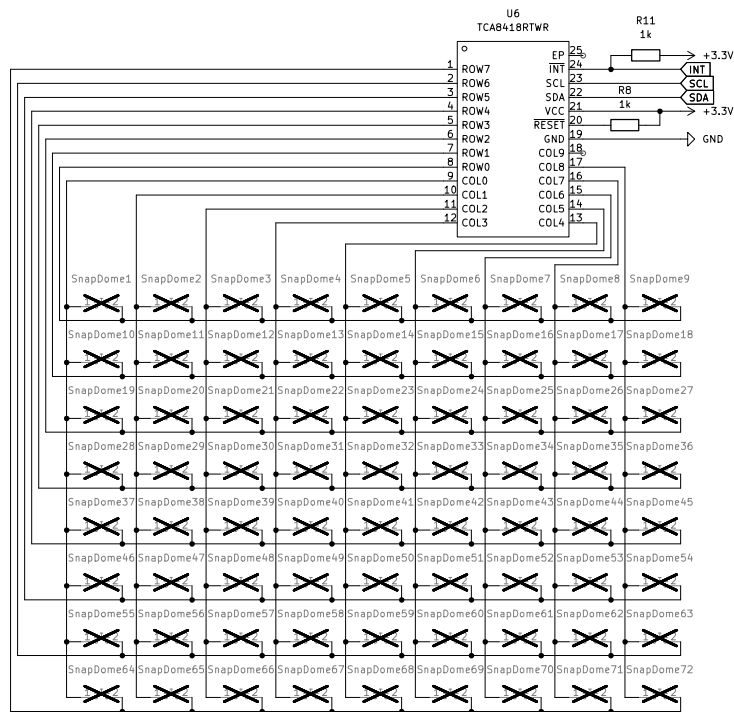 U6
TCA8418RTWR
R11
1k
+3.3V
1 ROW7 EP 25
2 ROW6 INT 24 INT
3 ROW5 SCL 23 SCL
4 ROW4 SDA 22 R8 SDA
5 ROW3 VCC 21 1k +3.3V
6 ROW2 RESET 20
7 ROW1 GND 19 GND
8 ROW0 COL9 18
9 COL0 COL8 17
10 COL1 COL7 16
11 COL2 COL6 15
12 COL3 COL5 14
COL4 13
SnapDome1 SnapDome2 SnapDome3 SnapDome4 SnapDome5 SnapDome6 SnapDome7 SnapDome8 SnapDome9
SnapDome10 SnapDome11 SnapDome12 SnapDome13 SnapDome14 SnapDome15 SnapDome16 SnapDome17 SnapDome18
SnapDome19 SnapDome20 SnapDome21 SnapDome22 SnapDome23 SnapDome24 SnapDome25 SnapDome26 SnapDome27
SnapDome28 SnapDome29 SnapDome30 SnapDome31 SnapDome32 SnapDome33 SnapDome34 SnapDome35 SnapDome36
SnapDome37 SnapDome38 SnapDome39 SnapDome40 SnapDome41 SnapDome42 SnapDome43 SnapDome44 SnapDome45
SnapDome46 SnapDome47 SnapDome48 SnapDome49 SnapDome50 SnapDome51 SnapDome52 SnapDome53 SnapDome54
SnapDome55 SnapDome56 SnapDome57 SnapDome58 SnapDome59 SnapDome60 SnapDome61 SnapDome62 SnapDome63
SnapDome64 SnapDome65 SnapDome66 SnapDome67 SnapDome68 SnapDome69 SnapDome70 SnapDome71 SnapDome72